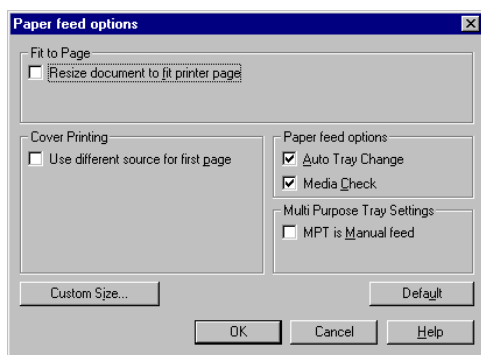 Paper feed options
Fit to Page
Resize document to fit printer page
Cover Printing
Use different source for first page
Paper feed options
Auto Tray Change
Media Check
Multi Purpose Tray Settings
MPT is Manual feed
Custom Size...
Default
OK
Cancel
Help